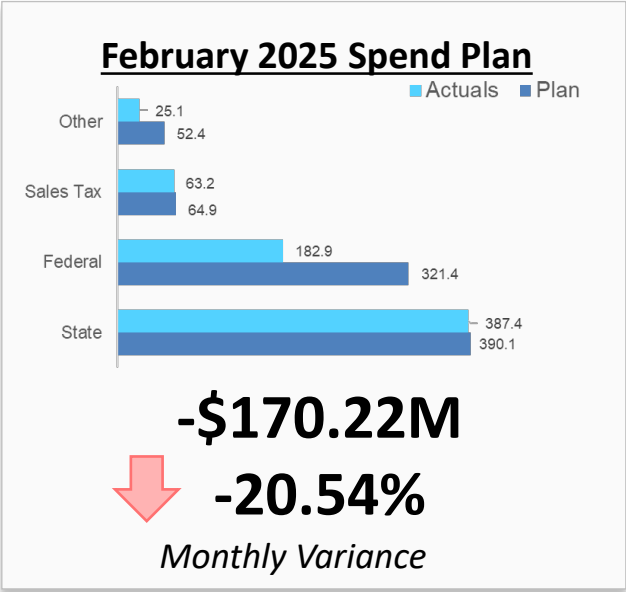 February 2025 Spend Plan
Actuals Plan
Other 25.1
52.4
Sales Tax 63.2
64.9
Federal 182.9
321.4
State 387.4
390.1
-$170.22M
-20.54%
Monthly Variance